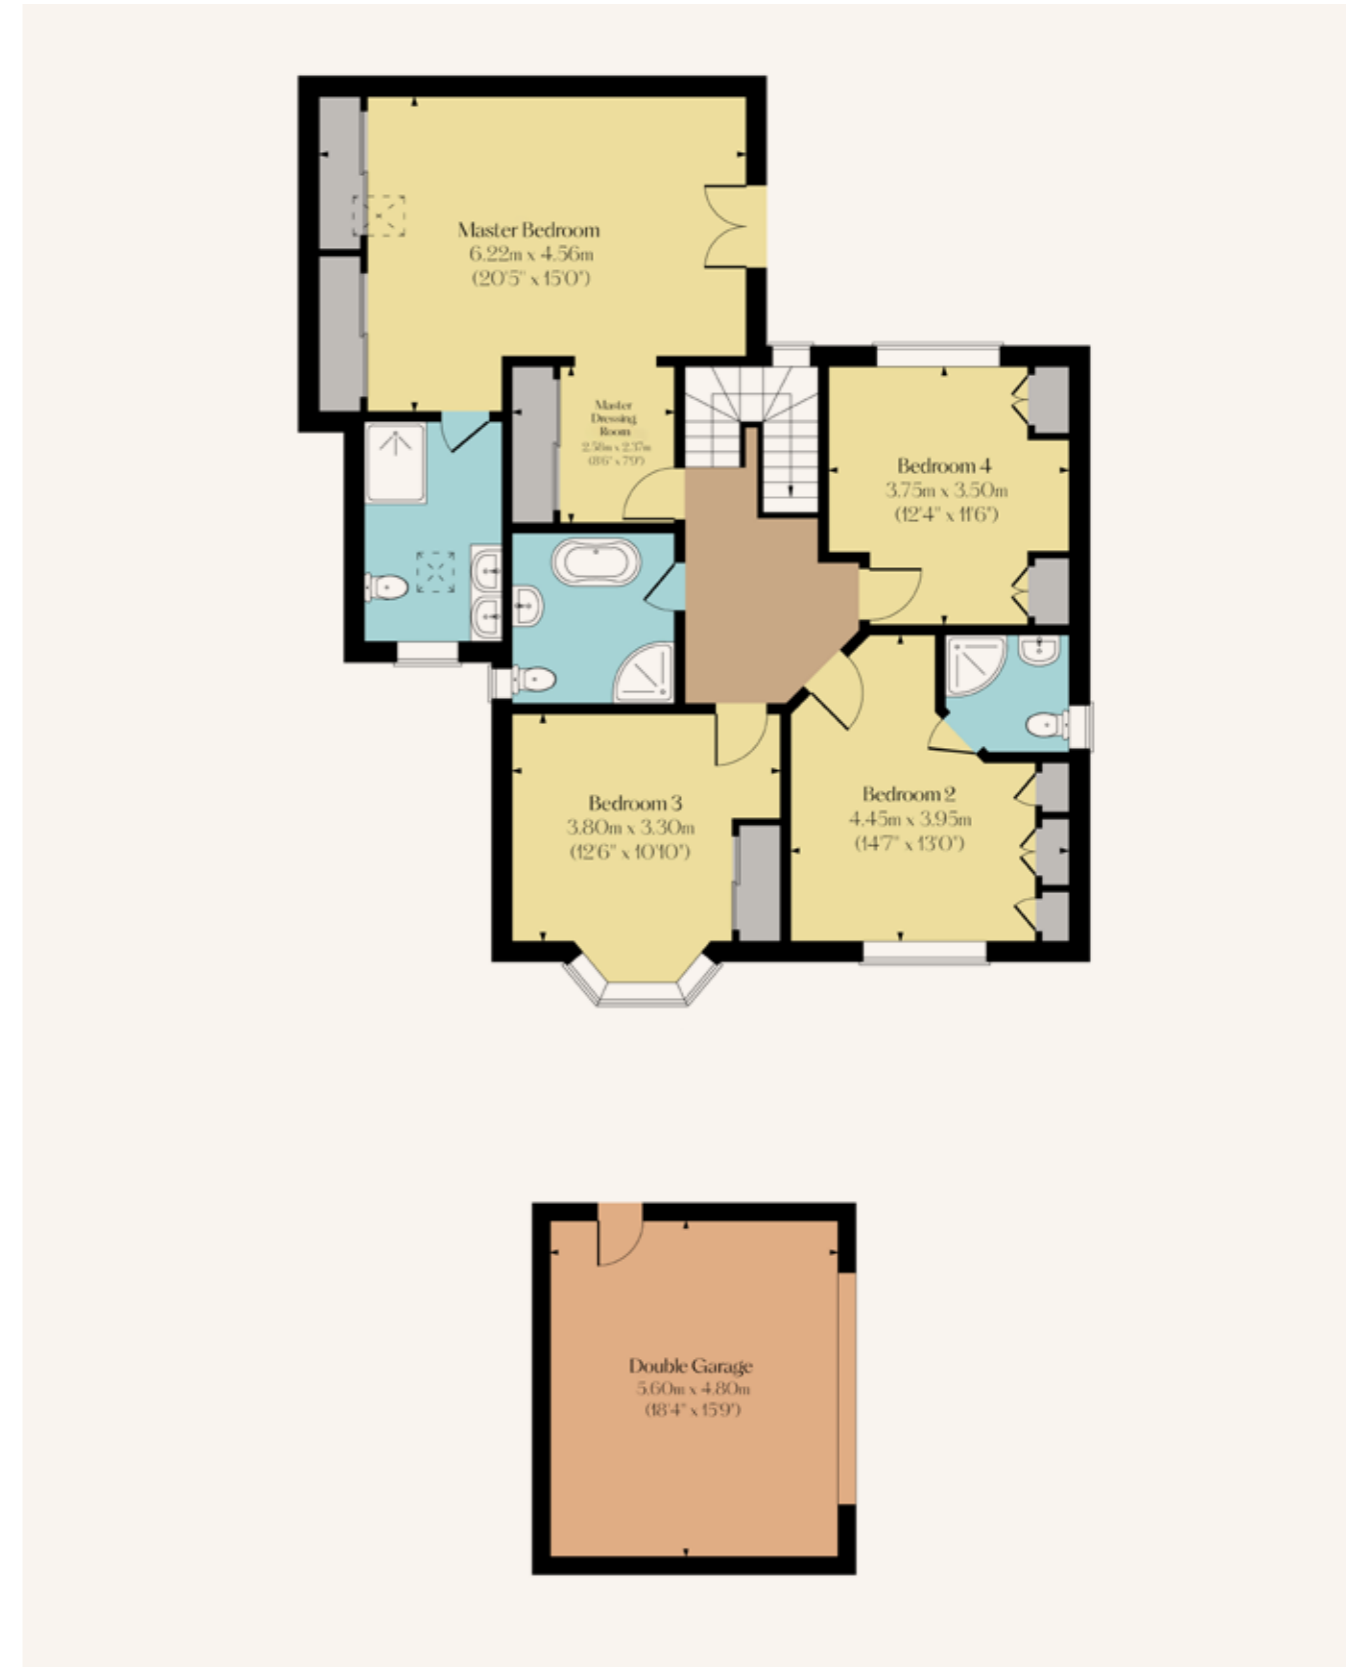 Master Bedroom
6.22m x 4.56m
(20'5" x 15'0")
Master
Dressing
Room
2.58m x 2.37m
(8'6" x 7'9")
Bedroom 4
3.75m x 3.50m
(12'4" x 11'6")
Bedroom 3
3.80m x 3.30m
(12'6" x 10'10")
Bedroom 2
4.45m x 3.95m
(14'7" x 13'0")
Double Garage
5.60m x 4.80m
(18'4" x 15'9")